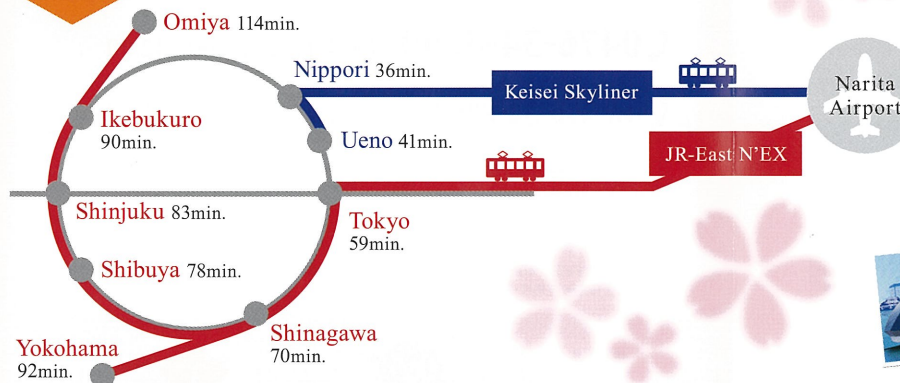 Omiya 114min.
Nippori 36min.
Keisei Skyliner
Narita
Airport
Ikebukuro
90min.
Ueno 41min.
JR-East N'EX
Shinjuku 83min.
Tokyo
59min.
Shibuya 78min.
Shinagawa
70min.
Yokohama
92min.